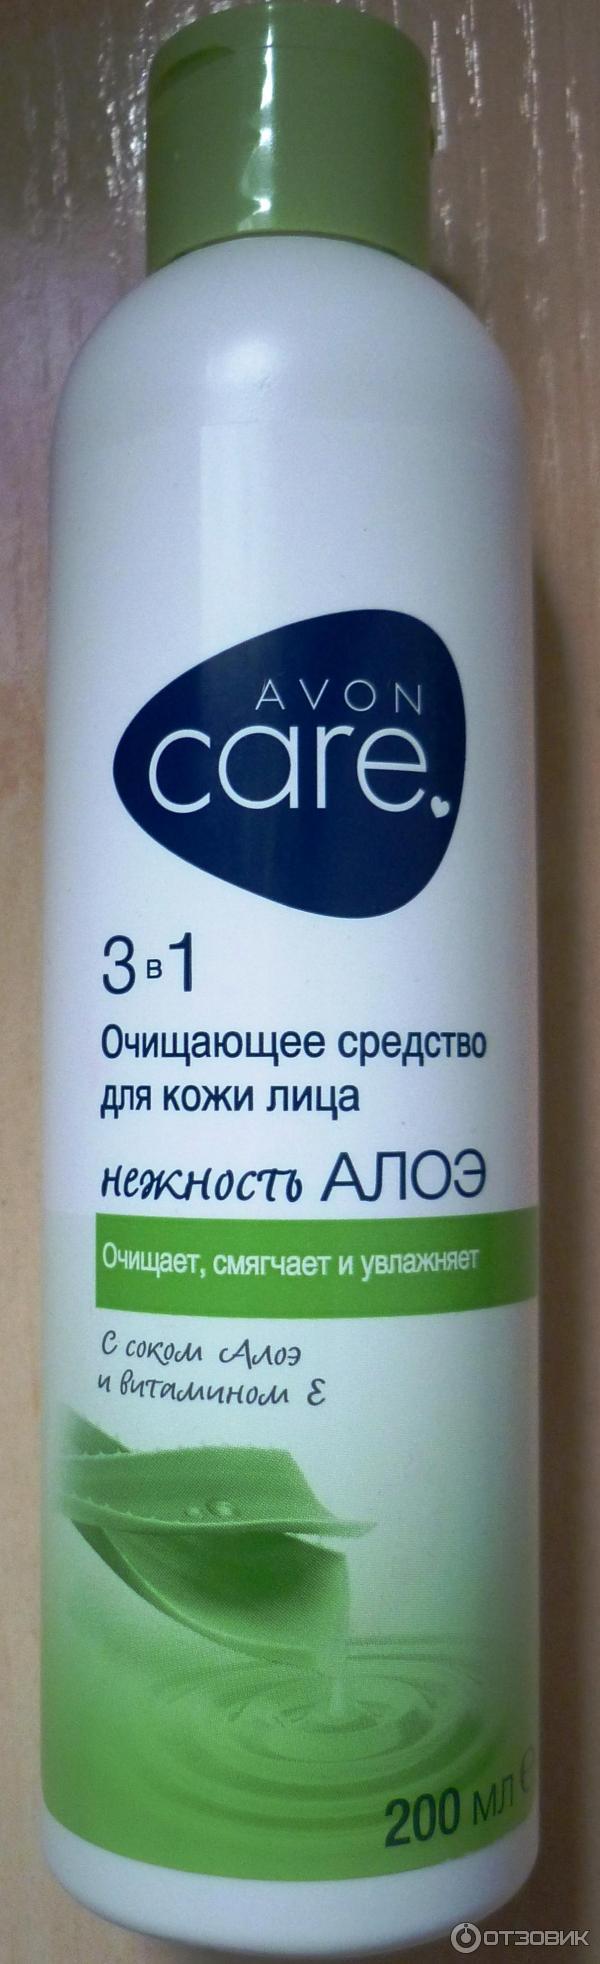 AVON
care
3 в 1
Очищающее средство
для кожи лица
нежность АЛОЭ
Очищает, смягчает и увлажняет
С соком Алоэ
и витамином Е
200 мл e
ОТЗОВИК